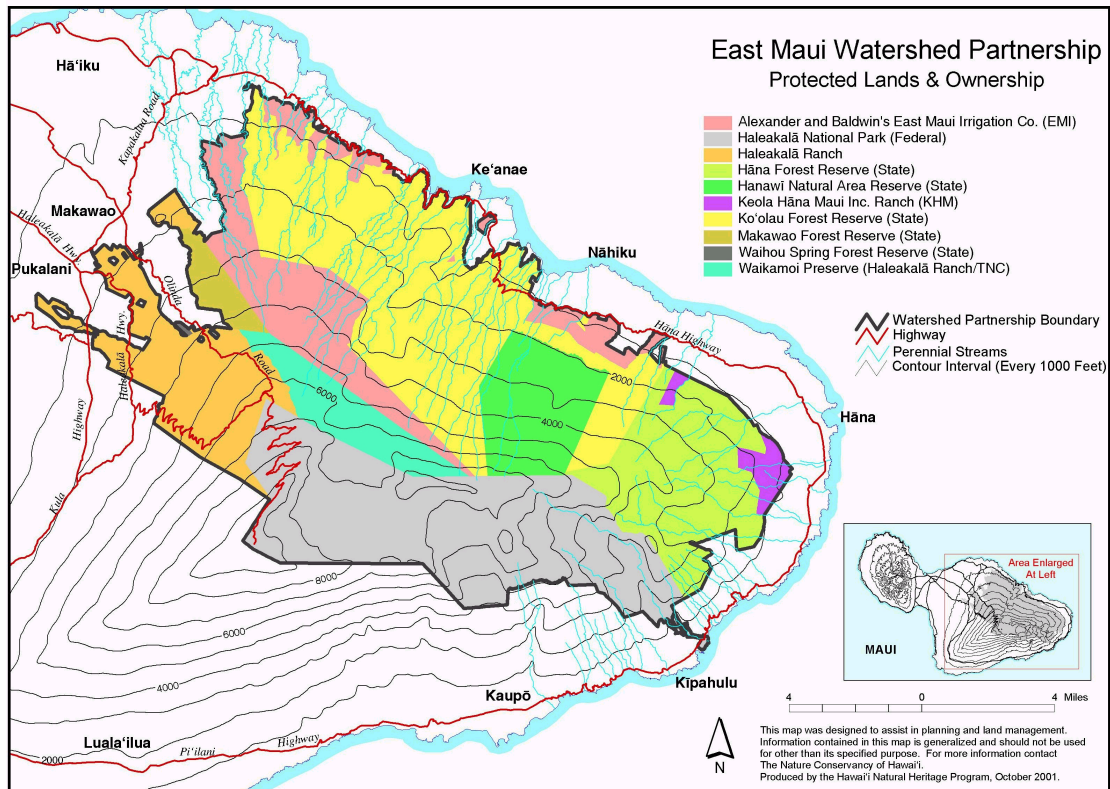 East Maui Watershed Partnership
Protected Lands & Ownership
Alexander and Baldwin's East Maui Irrigation Co. (EMI)
Haleakalā National Park (Federal)
Haleakalā Ranch
Hāna Forest Reserve (State)
Hanawī Natural Area Reserve (State)
Keola Hāna Maui Inc. Ranch (KHM)
Ko‘olau Forest Reserve (State)
Makawao Forest Reserve (State)
Waihou Spring Forest Reserve (State)
Waikamoi Preserve (Haleakalā Ranch/TNC)
Watershed Partnership Boundary
Highway
Perennial Streams
Contour Interval (Every 1000 Feet)
Hā‘iku
Kapakalua Road
Ke‘anae
Makawao
Haleakalā Hwy.
Pukalani
Olinda
Road
Nāhiku
Hāna Highway
Haleakalā Hwy.
2000
6000
4000
Hāna
Highway
Kula
8000
6000
4000
2000
Kaupō
Kīpahulu
Luala‘ilua
Pi‘ilani
Highway
Area Enlarged
At Left
MAUI
4 0 4 Miles
N
This map was designed to assist in planning and land management.
Information contained in this map is generalized and should not be used
for other than its specified purpose. For more information contact
The Nature Conservancy of Hawai‘i.
Produced by the Hawai‘i Natural Heritage Program, October 2001.